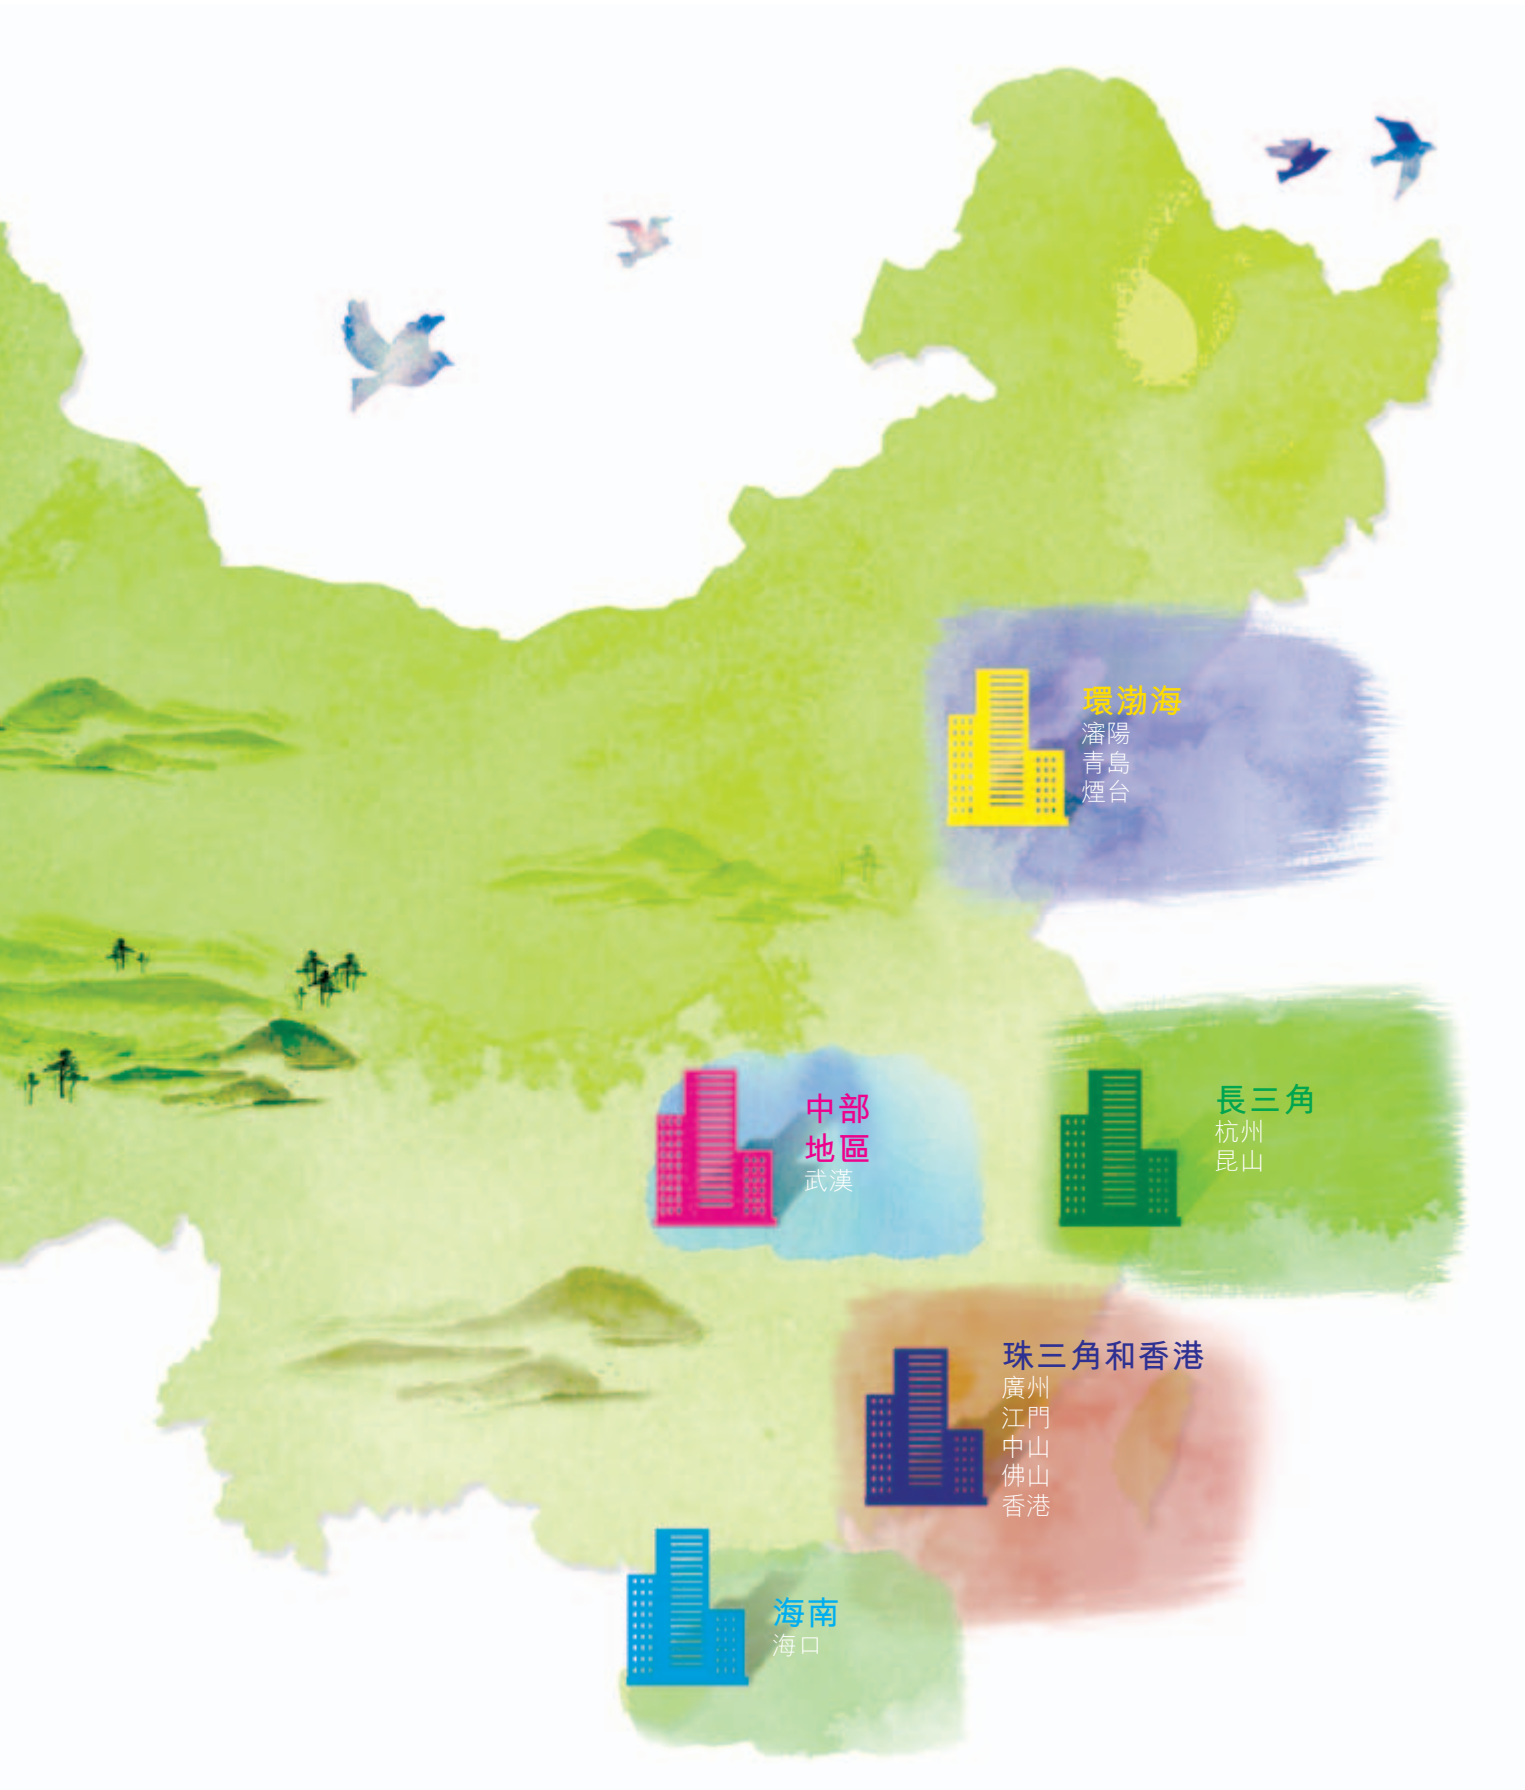 環渤海
瀋陽
青島
煙台
中部
地區
武漢
長三角
杭州
昆山
珠三角和香港
廣州
江門
中山
佛山
香港
海南
海口